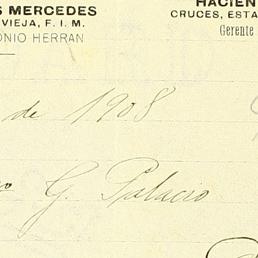 S MERCEDES
VIEJA, F. I. M.
ONIO HERRAN
HACIEN
CRUCES, ESTA
Gerente
de 1908
G. Palacio